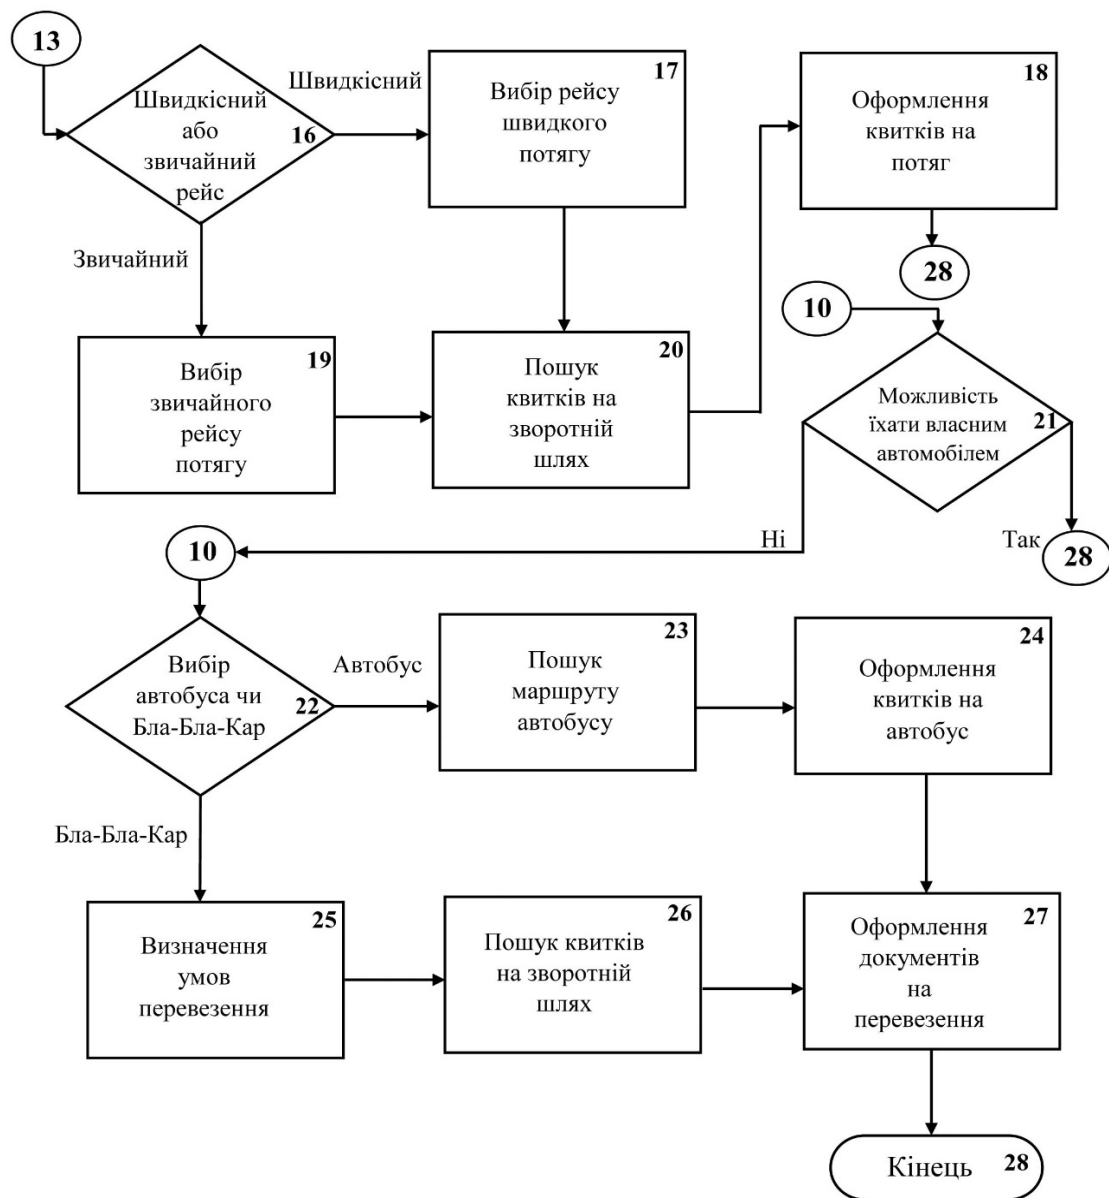 13
Швидкісний
або
звичайний
рейс
16
Швидкісний
17
Вибір рейсу
швидкого
потягу
18
Оформлення
квитків на
потяг
28
Звичайний
10
19
Вибір
звичайного
рейсу
потягу
20
Пошук
квитків на
зворотній
шлях
Можливість
їхати власним
автомобілем
21
Ні
Так
28
10
Вибір
автобуса чи
Бла-Бла-Кар
22
Автобус
23
Пошук
маршруту
автобусу
24
Оформлення
квитків на
автобус
Бла-Бла-Кар
25
Визначення
умов
перевезення
26
Пошук квитків
на зворотній
шлях
27
Оформлення
документів
на
перевезення
Кінець
28